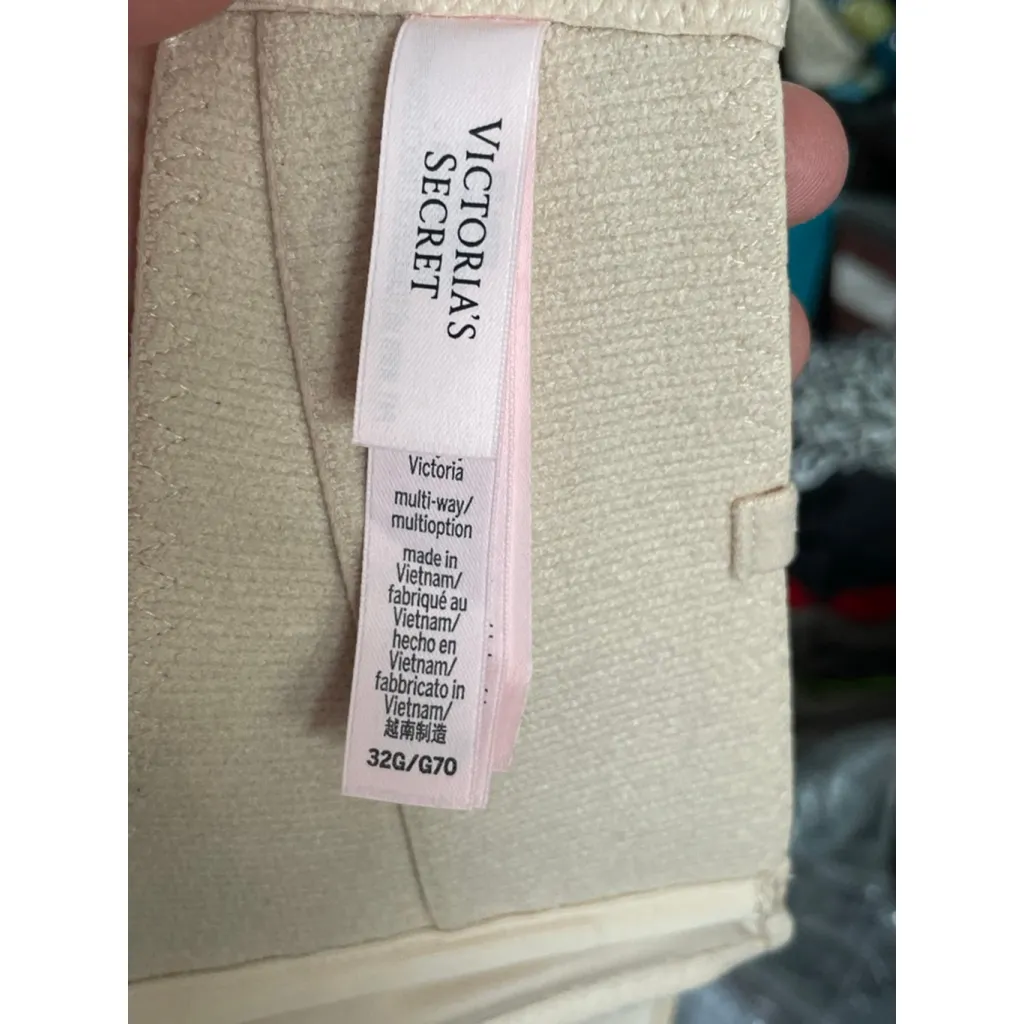 VICTORIA'S
SECRET
Victoria
multi-way/
multioption
made in
Vietnam/
fabriqué au
Vietnam/
hecho en
Vietnam/
fabbricato in
Vietnam/
越南制造
32G/G70